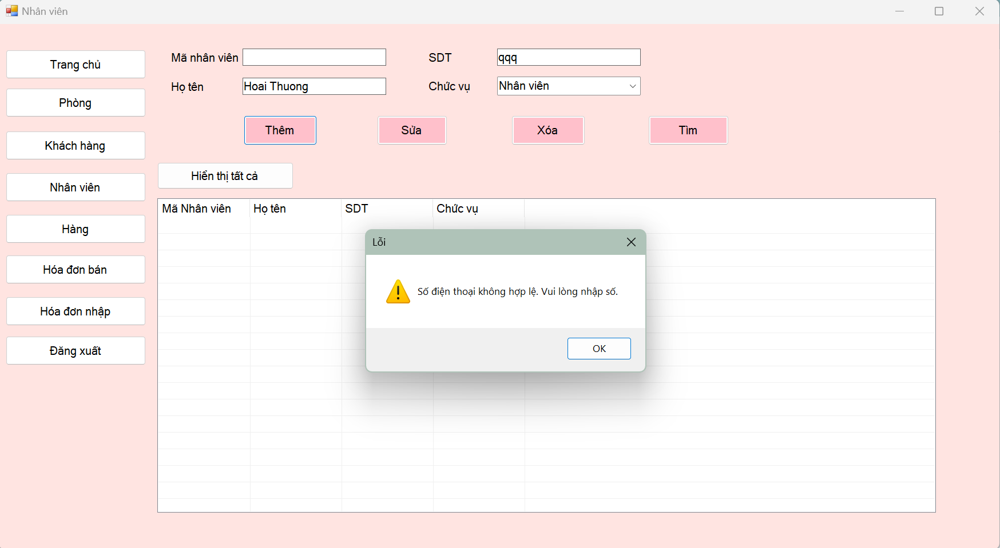 Nhân viên
Trang chủ
Phòng
Khách hàng
Nhân viên
Hàng
Hóa đơn bán
Hóa đơn nhập
Đăng xuất
Mã nhân viên
SDT qqq
Họ tên Hoai Thuong
Chức vụ Nhân viên
Thêm Sửa Xóa Tìm
Hiển thị tất cả
Mã Nhân viên Họ tên SDT Chức vụ
Lỗi
Số điện thoại không hợp lệ. Vui lòng nhập số.
OK